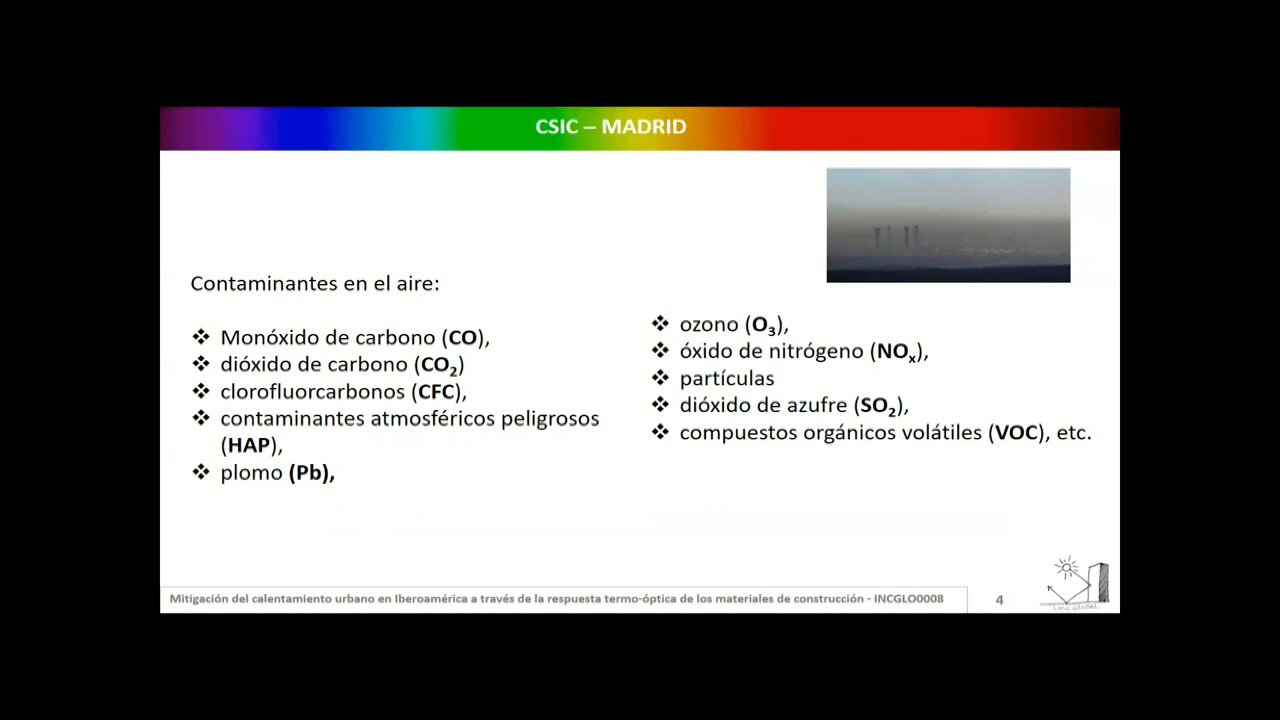 CSIC – MADRID
Contaminantes en el aire:
❖ Monóxido de carbono (CO),
❖ dióxido de carbono (CO₂)
❖ clorofluorcarbonos (CFC),
❖ contaminantes atmosféricos peligrosos
(HAP),
❖ plomo (Pb),
❖ ozono (O₃),
❖ óxido de nitrógeno (NOₓ),
❖ partículas
❖ dióxido de azufre (SO₂),
❖ compuestos orgánicos volátiles (VOC), etc.
Mitigación del calentamiento urbano en Iberoamérica a través de la respuesta termo-óptica de los materiales de construcción - INCGLO0008
4
LINC GLOBAL